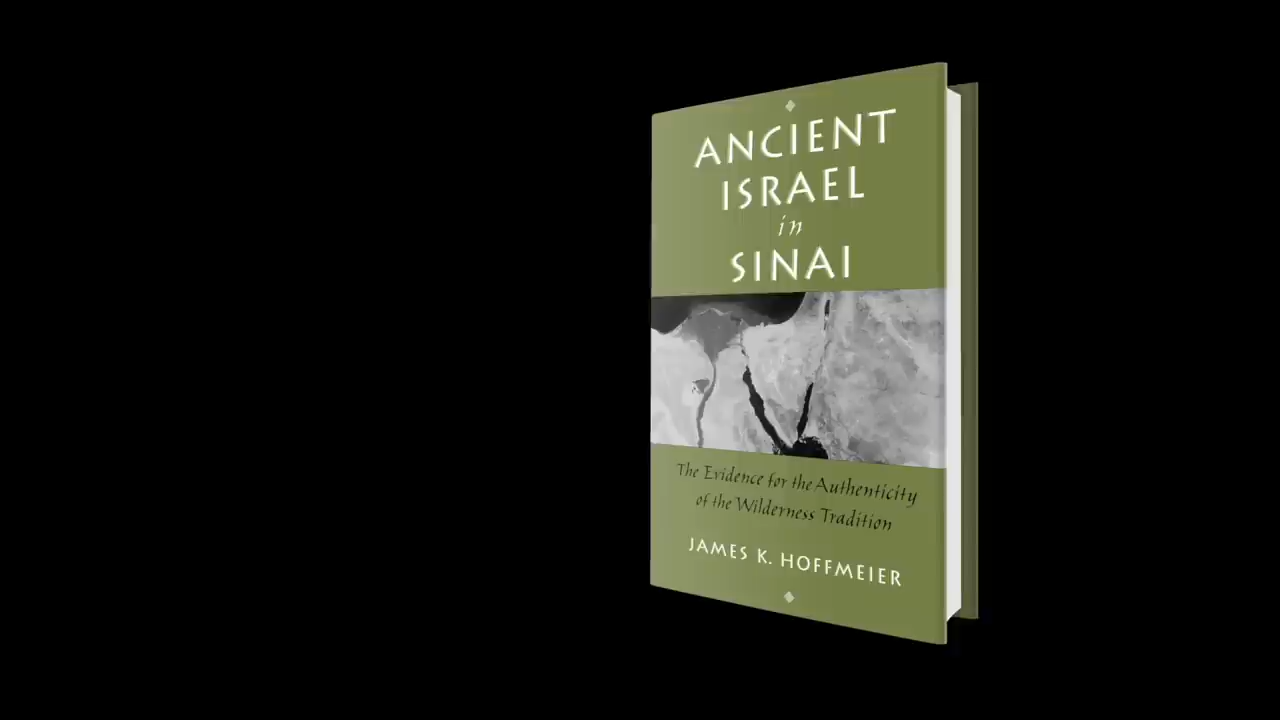 ANCIENT
ISRAEL
in
SINAI
The Evidence for the Authenticity
of the Wilderness Tradition
JAMES K. HOFFMEIER